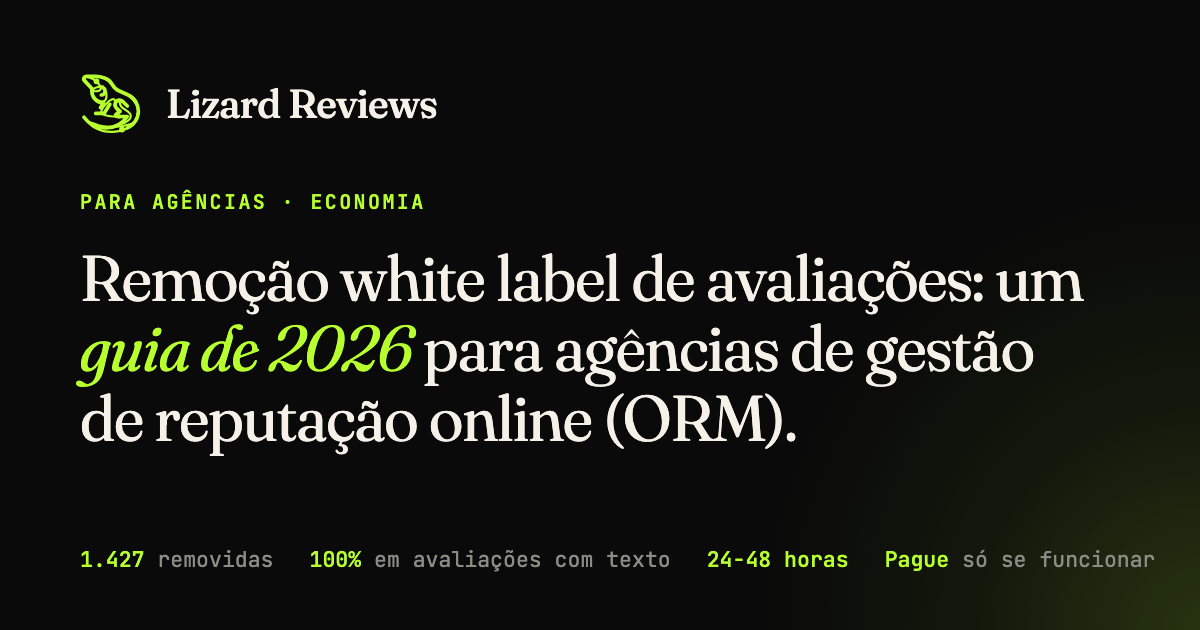 Lizard Reviews
PARA AGÊNCIAS · ECONOMIA
Remoção white label de avaliações: um
guia de 2026 para agências de gestão
de reputação online (ORM).
1.427 removidas 100% em avaliações com texto 24-48 horas Pague só se funcionar